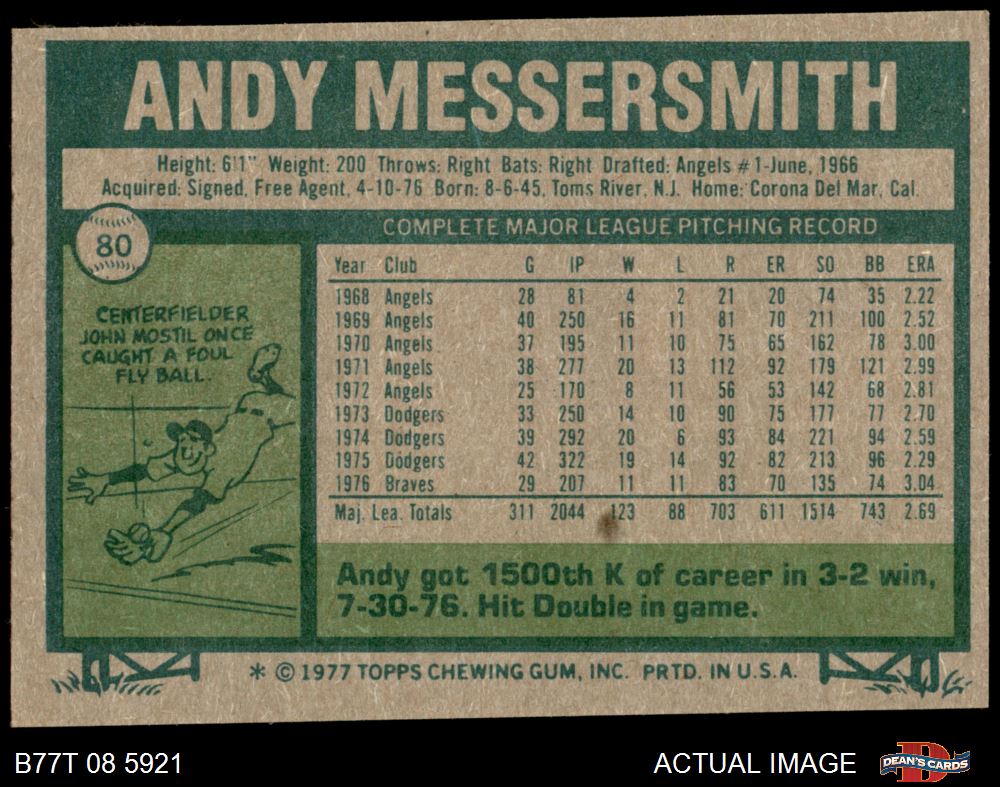 ANDY MESSERSMITH
Height: 6'1" Weight: 200 Throws: Right Bats: Right Drafted: Angels #1-June, 1966
Acquired: Signed, Free Agent, 4-10-76 Born: 8-6-45, Toms River, N.J. Home: Corona Del Mar, Cal.
80
CENTERFIELDER
JOHN MOSTIL ONCE
CAUGHT A FOUL
FLY BALL.
COMPLETE MAJOR LEAGUE PITCHING RECORD
Year Club G IP W L R ER SO BB ERA
1968 Angels 28 81 4 2 21 20 74 35 2.22
1969 Angels 40 250 16 11 81 70 211 100 2.52
1970 Angels 37 195 11 10 75 65 162 78 3.00
1971 Angels 38 277 20 13 112 92 179 121 2.99
1972 Angels 25 170 8 11 56 53 142 68 2.81
1973 Dodgers 33 250 14 10 90 75 177 77 2.70
1974 Dodgers 39 292 20 6 93 84 221 94 2.59
1975 Dodgers 42 322 19 14 92 82 213 96 2.29
1976 Braves 29 207 11 11 83 70 135 74 3.04
Maj. Lea. Totals 311 2044 123 88 703 611 1514 743 2.69
Andy got 1500th K of career in 3-2 win,
7-30-76. Hit Double in game.
* © 1977 TOPPS CHEWING GUM, INC. PRTD. IN U.S.A.
B77T 08 5921
ACTUAL IMAGE
D
DEAN'S CARDS